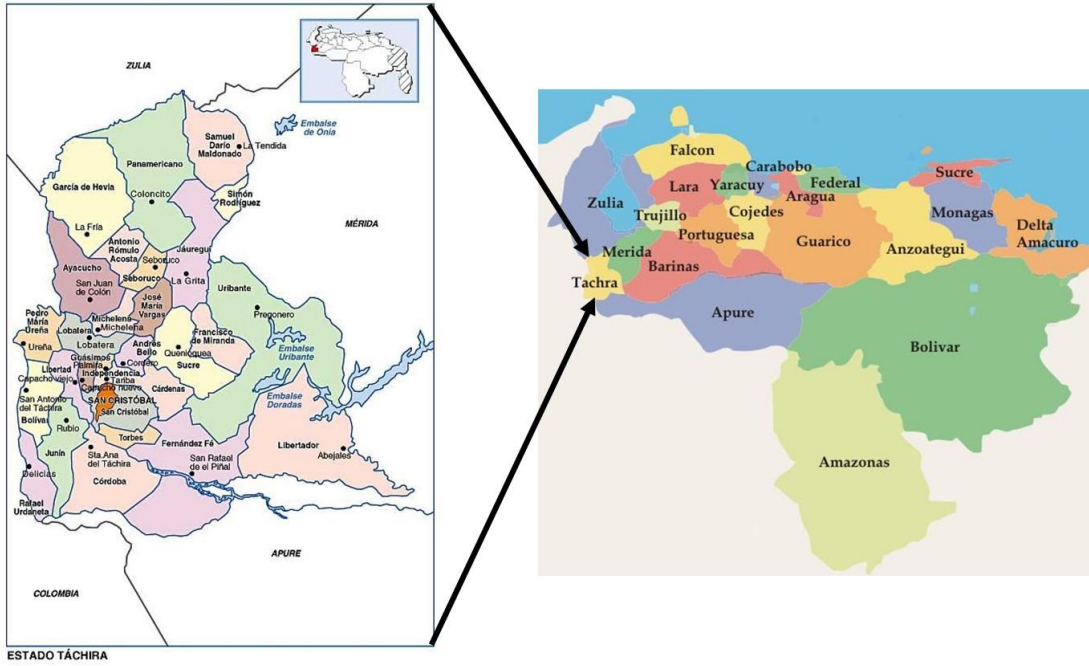 ZULIA
Embalse
de Onia
Samuel
Darío
Maldonado
La Tendida
Panamericano
García de Hevia
Simón
Rodríguez
Coloncito
MÉRIDA
La Fría
Antonio
Rómulo
Acosta
Jáuregui
Seboruco
Ayacucho
Seboruco
La Grita
Uribante
San Juan
de Colón
José
María
Vargas
Pregonero
Pedro
María
Ureña
Michelena
Michelena
Lobatera
Francisco
de Miranda
Ureña
Lobatera
Andrés
Bello
Queniquea
Embalse
Uribante
Guásimos
Palmira
Cordero
Sucre
Libertad
Independencia
Capacho viejo
Táriba
Capacho nuevo
Cárdenas
San Antonio
del Táchira
SAN CRISTÓBAL
San Cristóbal
Embalse
Doradas
Bolívar
Rubio
Torbes
Fernández Fé
Libertador
Junín
Sta.Ana
del Táchira
San Rafael
de el Piñal
Abejales
Delicias
Córdoba
Rafael
Urdaneta
APURE
COLOMBIA
ESTADO TÁCHIRA
Falcon
Carabobo
Sucre
Lara
Yaracuy
Federal
Aragua
Zulia
Trujillo
Cojedes
Monagas
Delta
Amacuro
Portuguesa
Guarico
Anzoategui
Merida
Barinas
Tachra
Apure
Bolivar
Amazonas